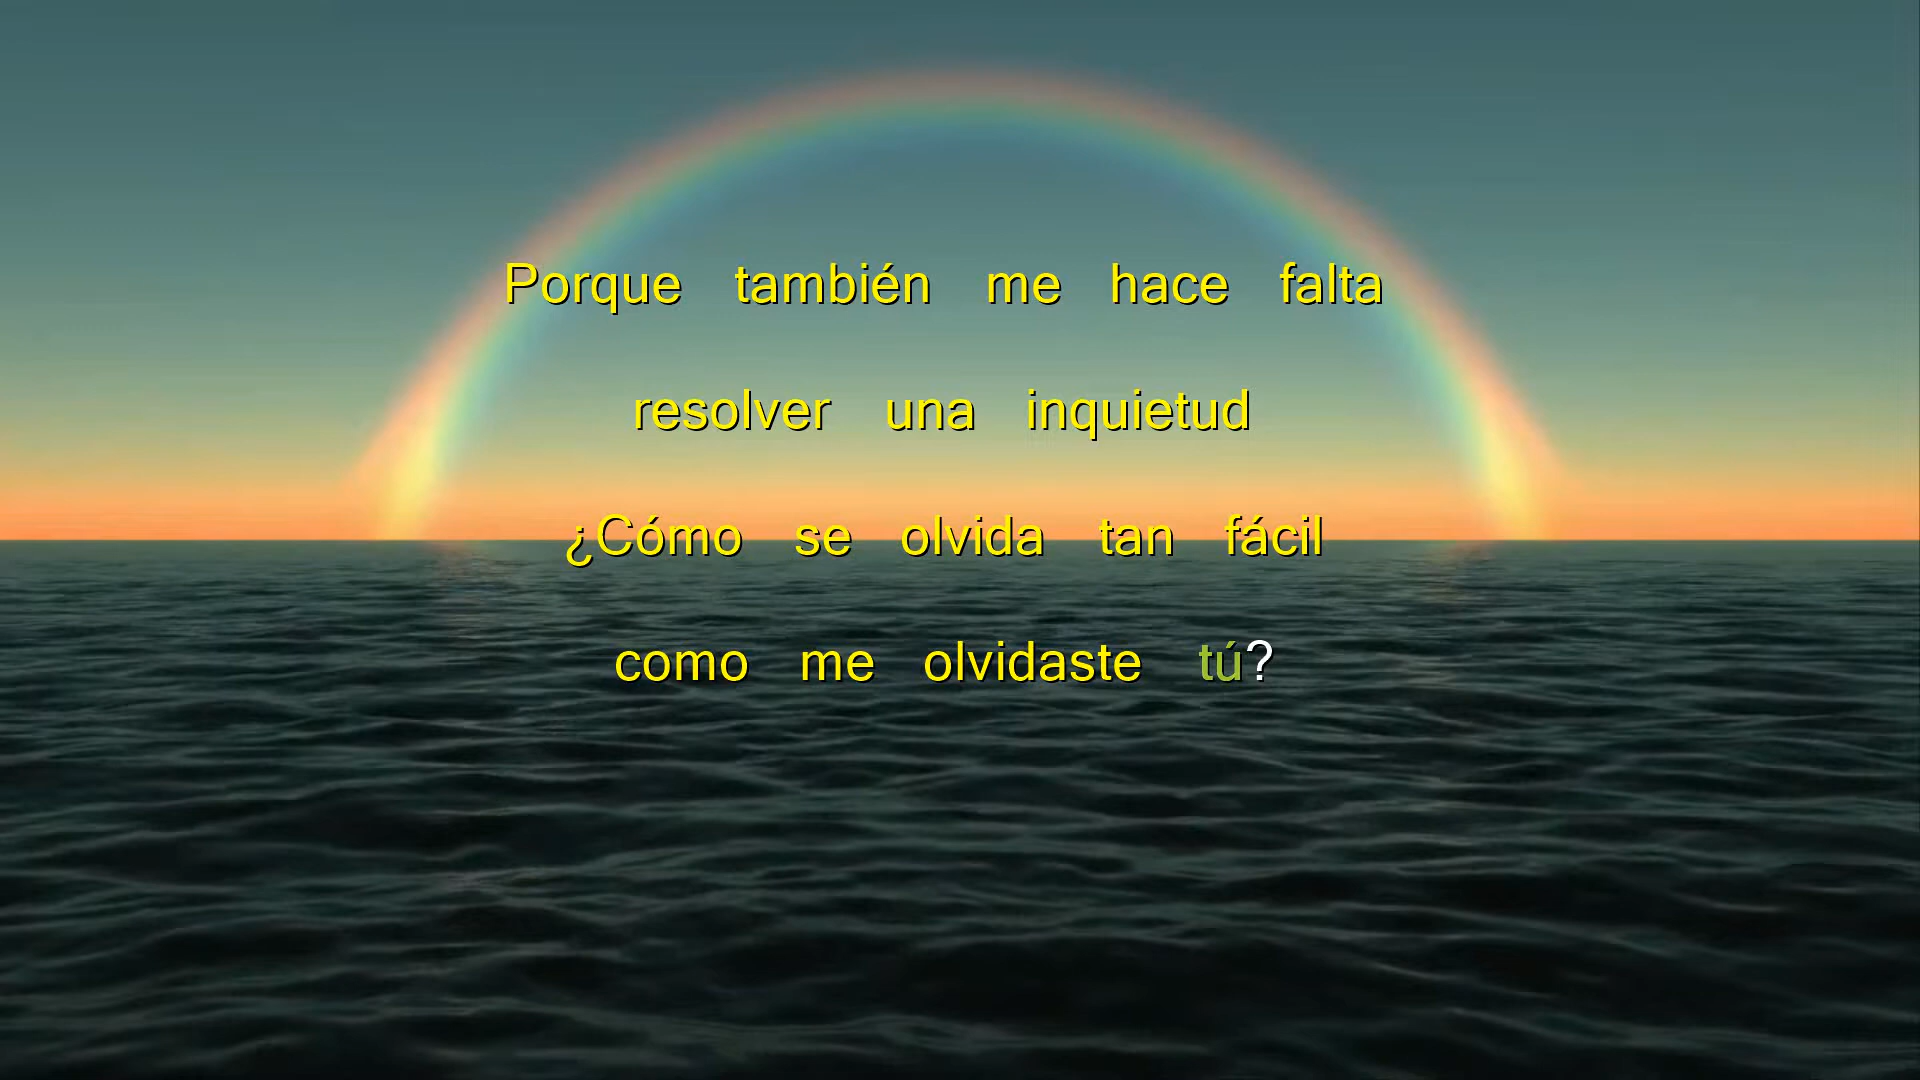 Porque también me hace falta
resolver una inquietud
¿Cómo se olvida tan fácil
como me olvidaste tú?